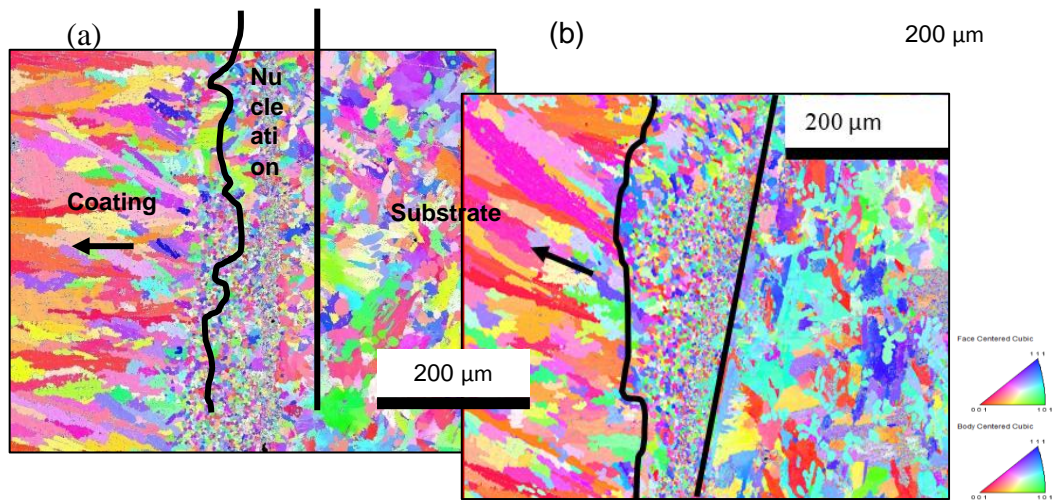 (a)
Nu
cle
ati
on
Coating
Substrate
200 µm
(b)
200 µm
200 µm
Face Centered Cubic
111
001
101
Body Centered Cubic
111
001
101